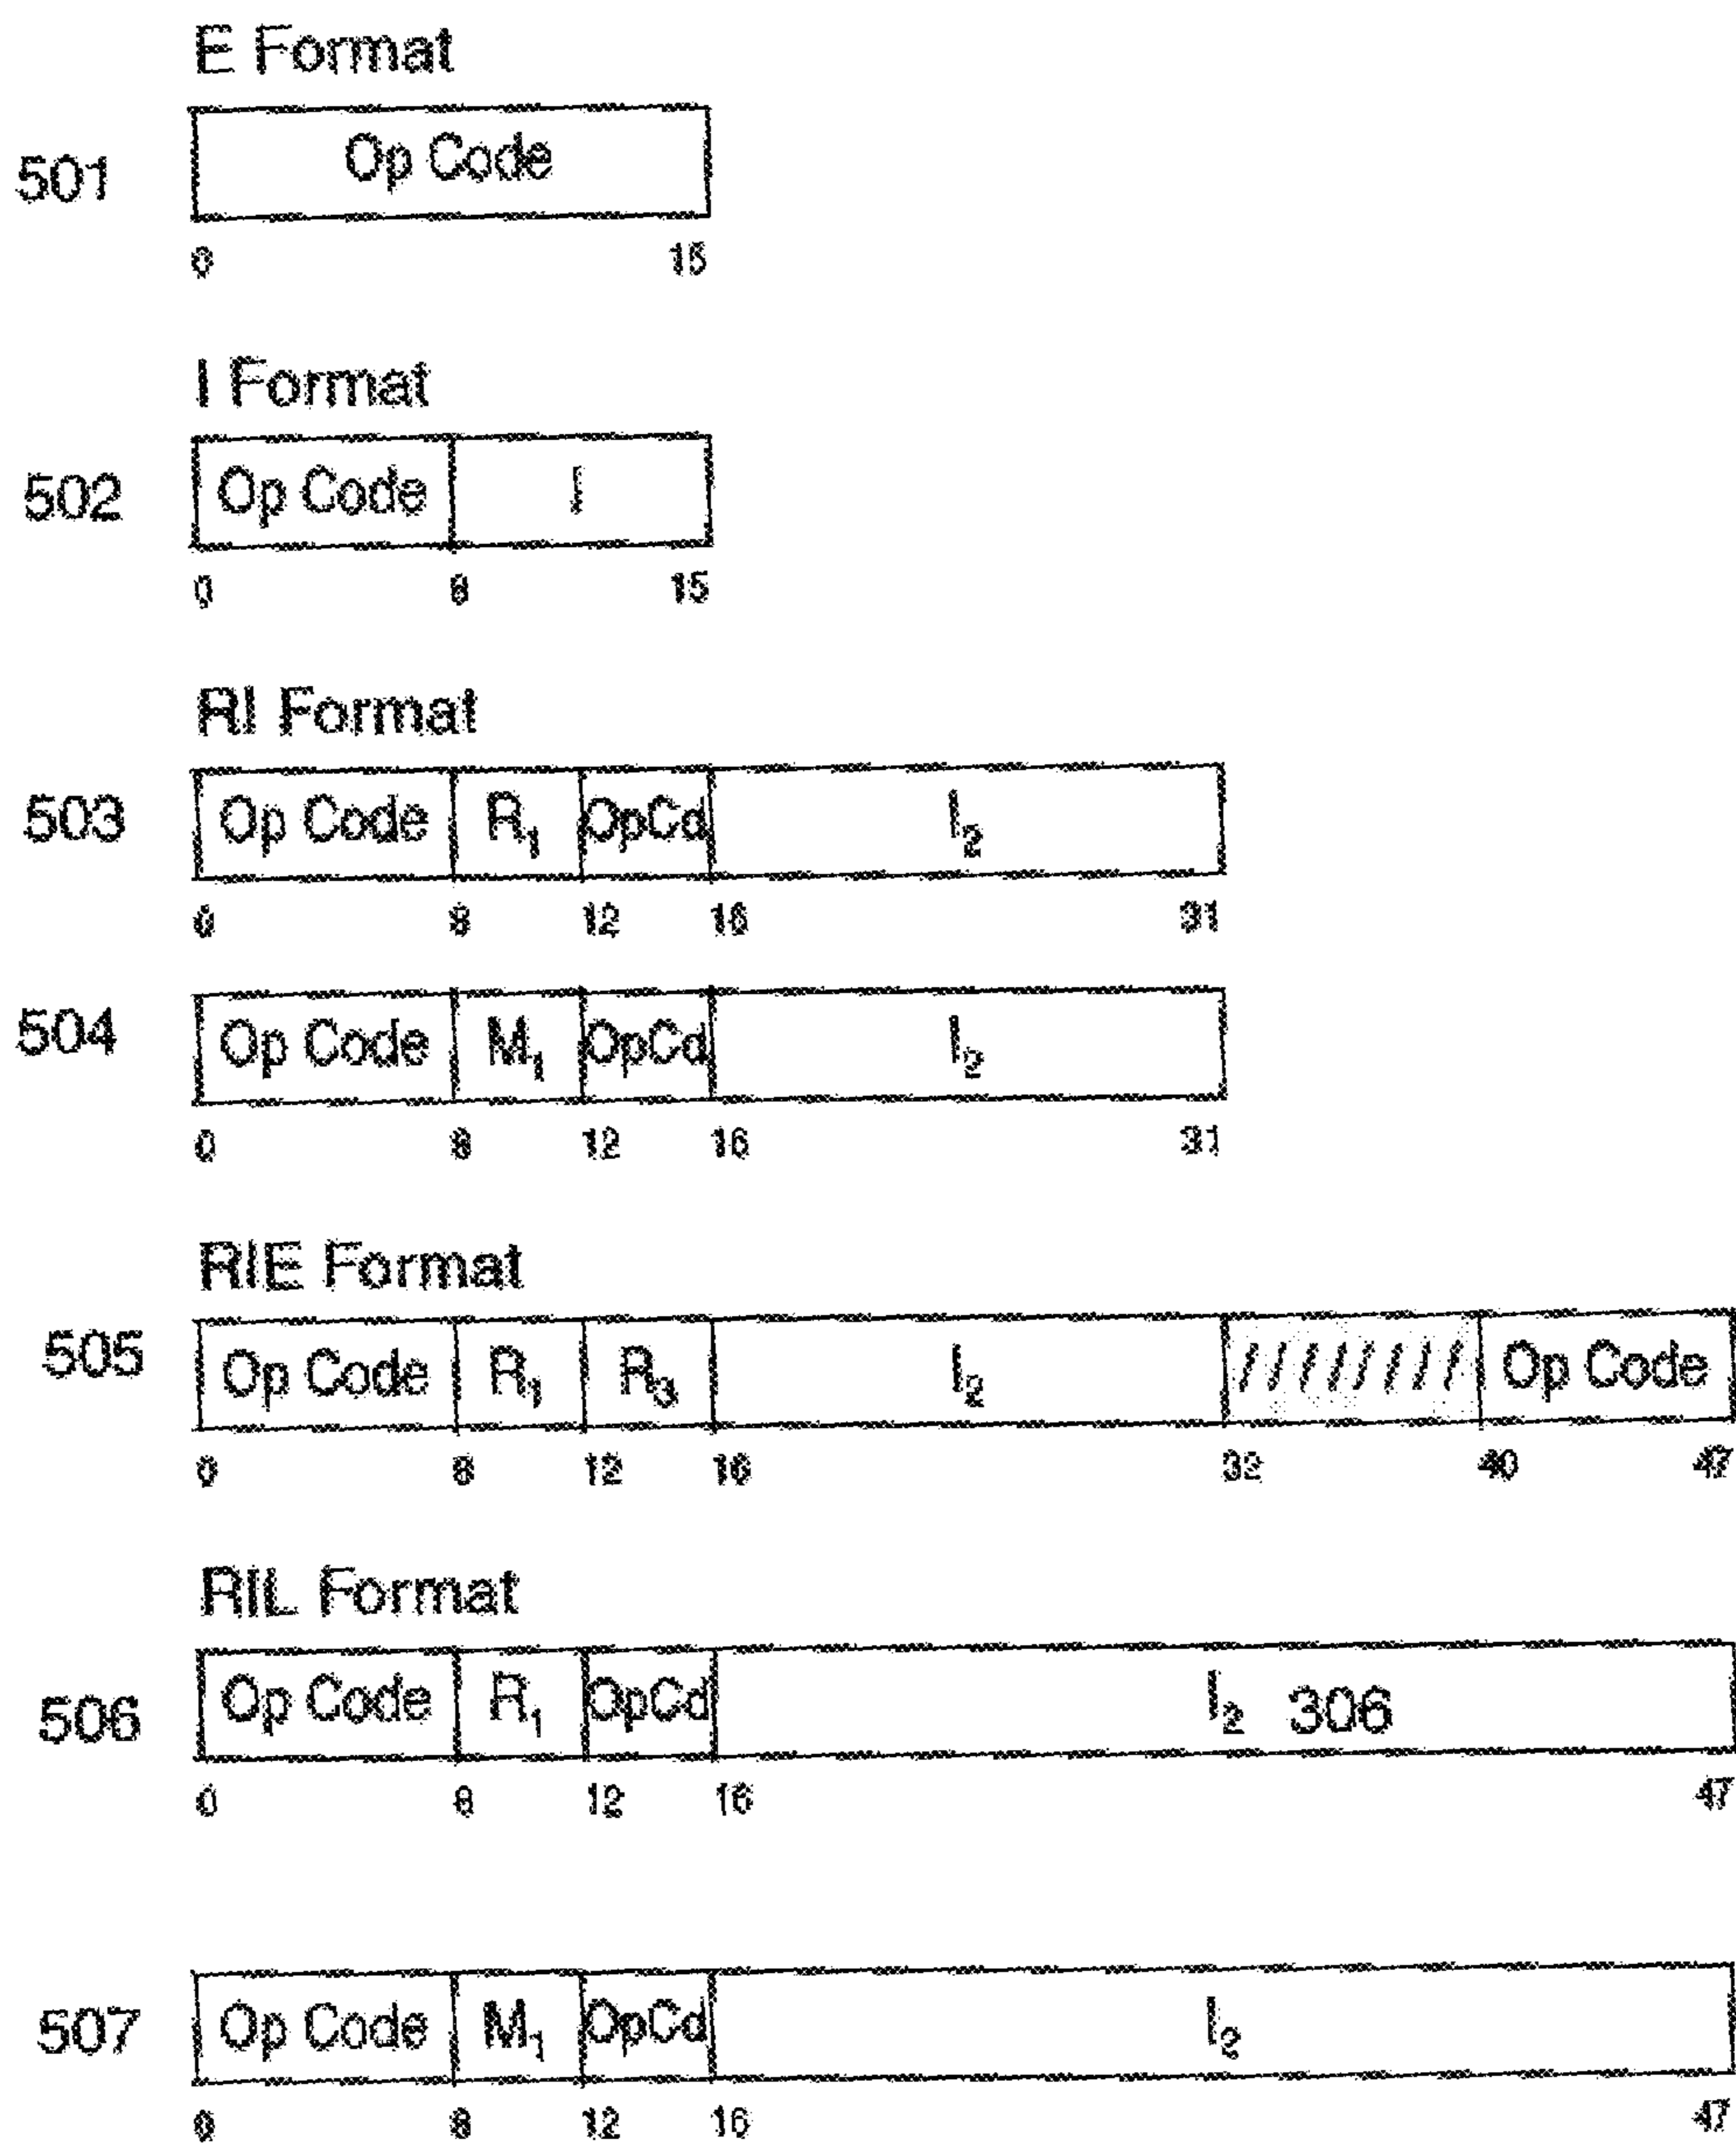 E Format
501 Op Code
0 15
I Format
502 Op Code I
0 8 15
RI Format
503 Op Code R₁ OpCd I₂
0 8 12 16 31
504 Op Code M₁ OpCd I₂
0 8 12 16 31
RIE Format
505 Op Code R₁ R₃ I₂ //////// Op Code
0 8 12 16 32 40 47
RIL Format
506 Op Code R₁ OpCd I₂ 306
0 8 12 16 47
507 Op Code M₁ OpCd I₂
0 8 12 16 47